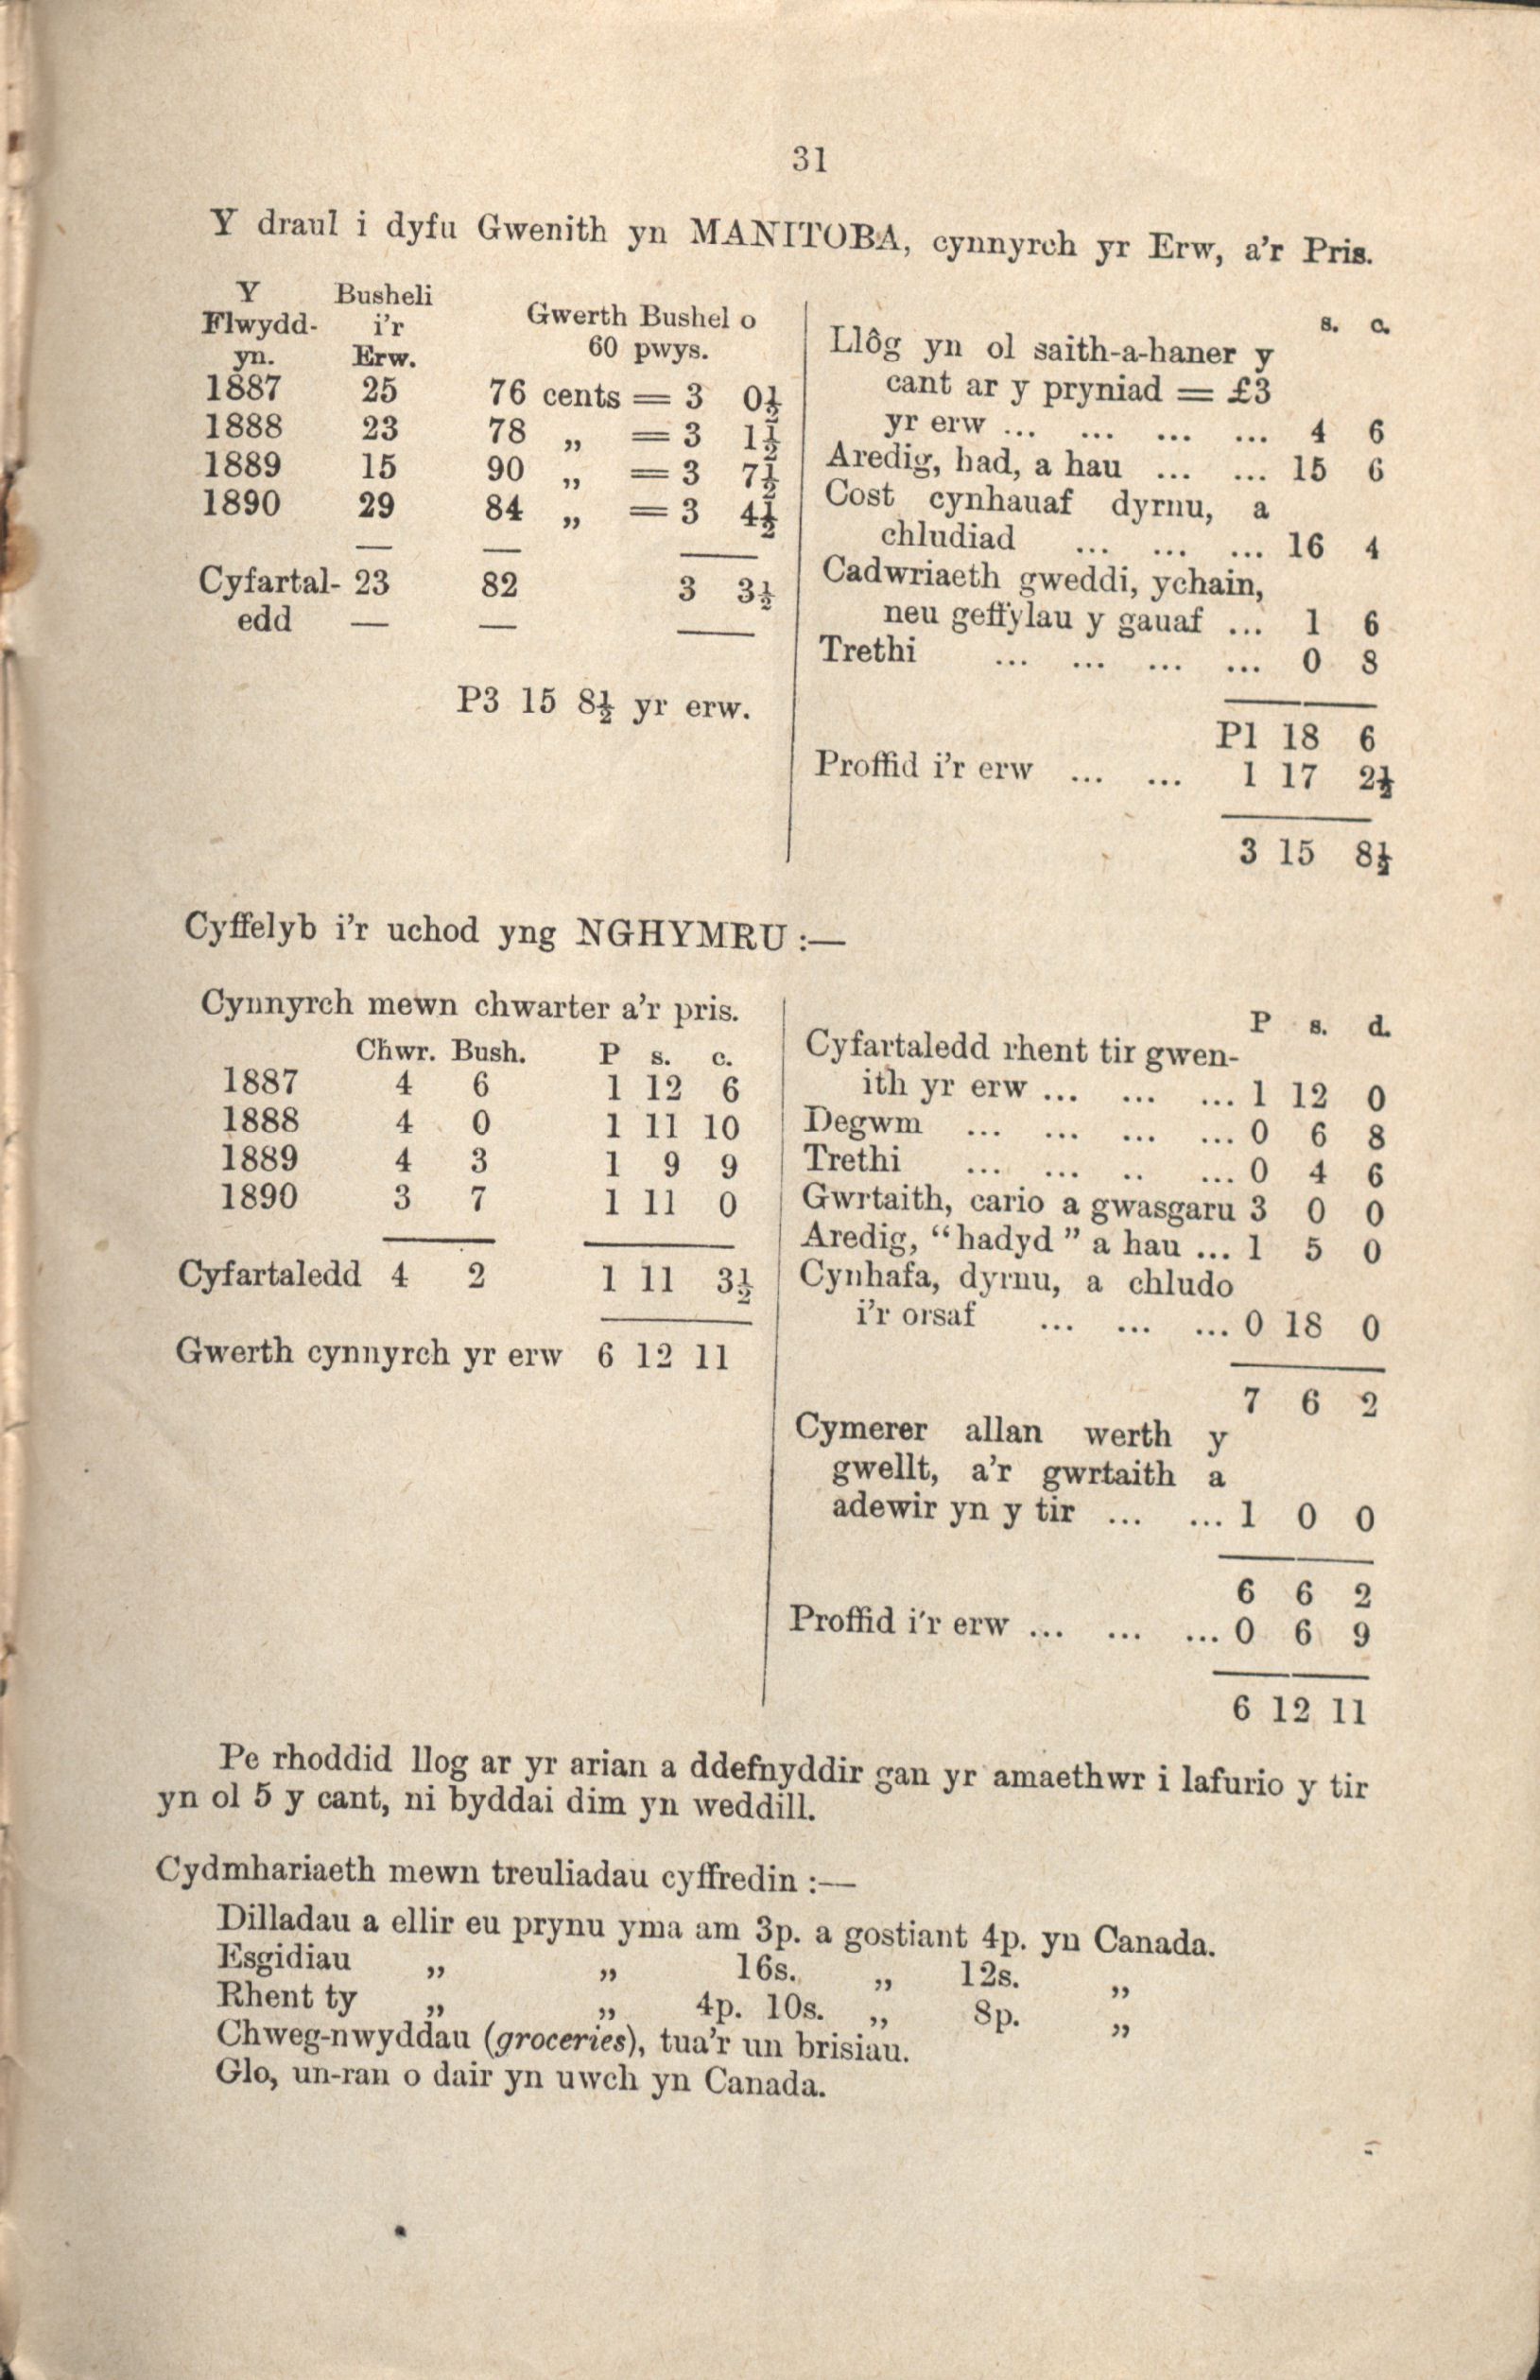 31
Y draul i dyfu Gwenith yn MANITOBA, cynnyrch yr Erw, a'r Pris.
Y Flwydd- Busheli
Flwydd- i'r
yn. Erw.
Gwerth Bushel o
60 pwys.
1887 25 76 cents = 3 0½
1888 23 78 „ = 3 1½
1889 15 90 „ = 3 7½
1890 29 84 „ = 3 4½
Cyfartal- 23 82 3 3½
edd
P3 15 8½ yr erw.
s. c.
Llôg yn ol saith-a-haner y
cant ar y pryniad = £3
yr erw ... ... ... ... 4 6
Aredig, had, a hau ... ... 15 6
Cost cynhauaf dyrnu, a
chludiad ... ... ... 16 4
Cadwriaeth gweddi, ychain,
neu geffylau y gauaf ... 1 6
Trethi ... ... ... ... 0 8
P1 18 6
Proffid i'r erw ... ... 1 17 2½
3 15 8½
Cyffelyb i'r uchod yng NGHYMRU :—
Cynnyrch mewn chwarter a'r pris.
Chwr. Bush. P s. c.
1887 4 6 1 12 6
1888 4 0 1 11 10
1889 4 3 1 9 9
1890 3 7 1 11 0
Cyfartaledd 4 2 1 11 3½
Gwerth cynnyrch yr erw 6 12 11
P s. d.
Cyfartaledd rhent tir gwen-
ith yr erw ... ... ... 1 12 0
Degwm ... ... ... ... 0 6 8
Trethi ... ... .. ... 0 4 6
Gwrtaith, cario a gwasgaru 3 0 0
Aredig, “hadyd” a hau ... 1 5 0
Cynhafa, dyrnu, a chludo
i'r orsaf ... ... ... 0 18 0
7 6 2
Cymerer allan werth y
gwellt, a'r gwrtaith a
adewir yn y tir ... ... 1 0 0
6 6 2
Proffid i'r erw ... ... ... 0 6 9
6 12 11
Pe rhoddid llog ar yr arian a ddefnyddir gan yr amaethwr i lafurio y tir
yn ol 5 y cant, ni byddai dim yn weddill.
Cydmhariaeth mewn treuliadau cyffredin :—
Dilladau a ellir eu prynu yma am 3p. a gostiant 4p. yn Canada.
Esgidiau „ „ 16s. „ 12s. „
Rhent ty „ „ 4p. 10s. „ 8p. „
Chweg-nwyddau (groceries), tua'r un brisiau.
Glo, un-ran o dair yn uwch yn Canada.